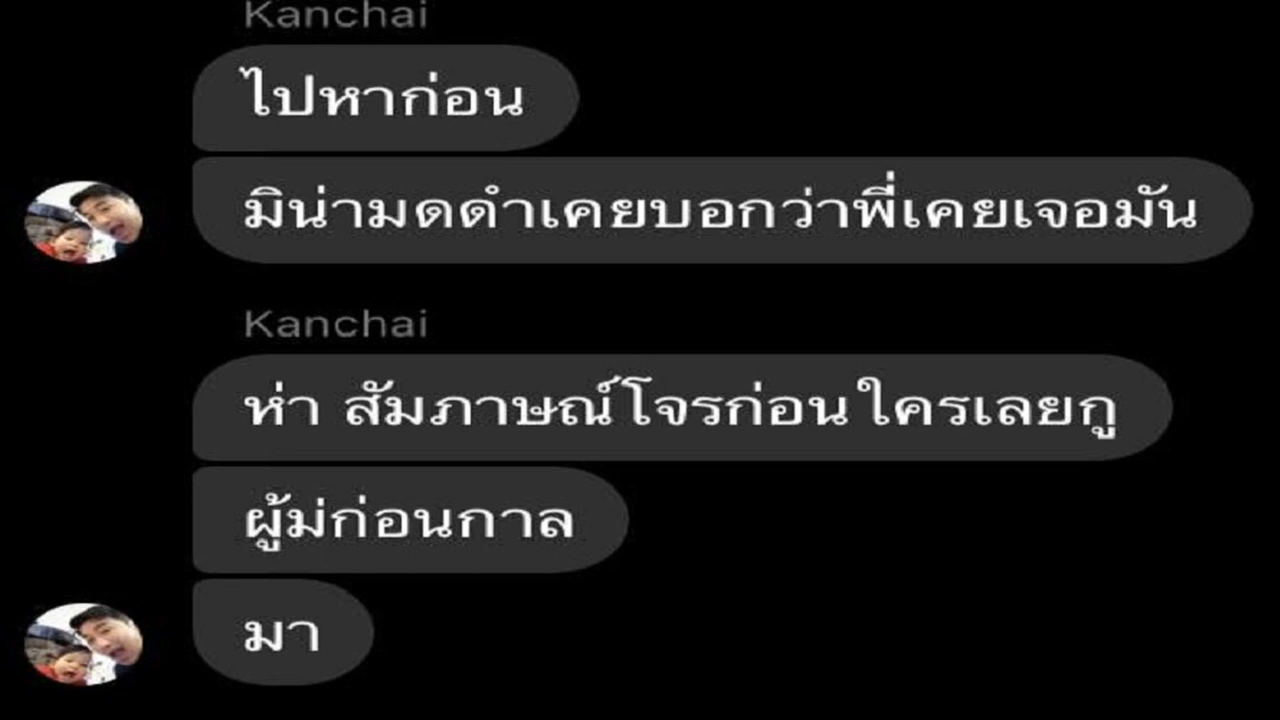 Kanchai
ไปหาก่อน
มิน่ามดดำเคยบอกว่าพี่เคยเจอมัน
Kanchai
ห่า สัมภาษณ์โจรก่อนใครเลยกู
ผู้ม่ก่อนกาล
มา